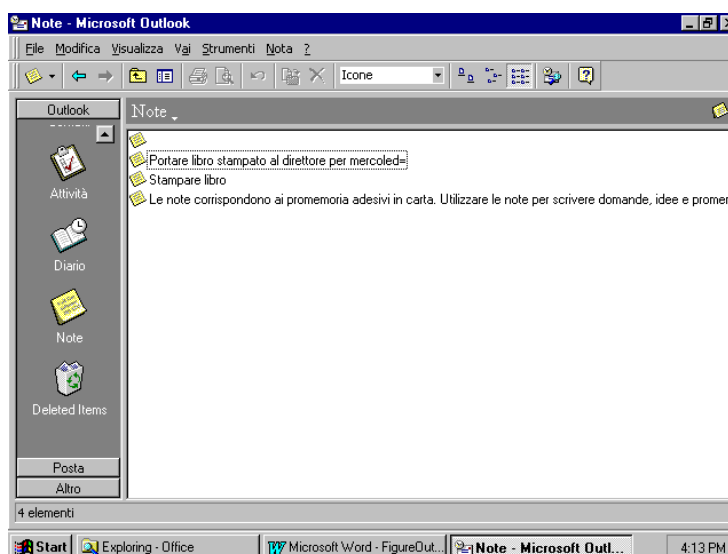 Note - Microsoft Outlook
File Modifica Visualizza Vai Strumenti Nota ?
Icone
Outlook
Note
Portare libro stampato al direttore per mercoled=
Stampare libro
Le note corrispondono ai promemoria adesivi in carta. Utilizzare le note per scrivere domande, idee e promer
Attività
Diario
Note
Deleted Items
Posta
Altro
4 elementi
Start Exploring - Office Microsoft Word - FigureOut... Note - Microsoft Outl... 4:13 PM